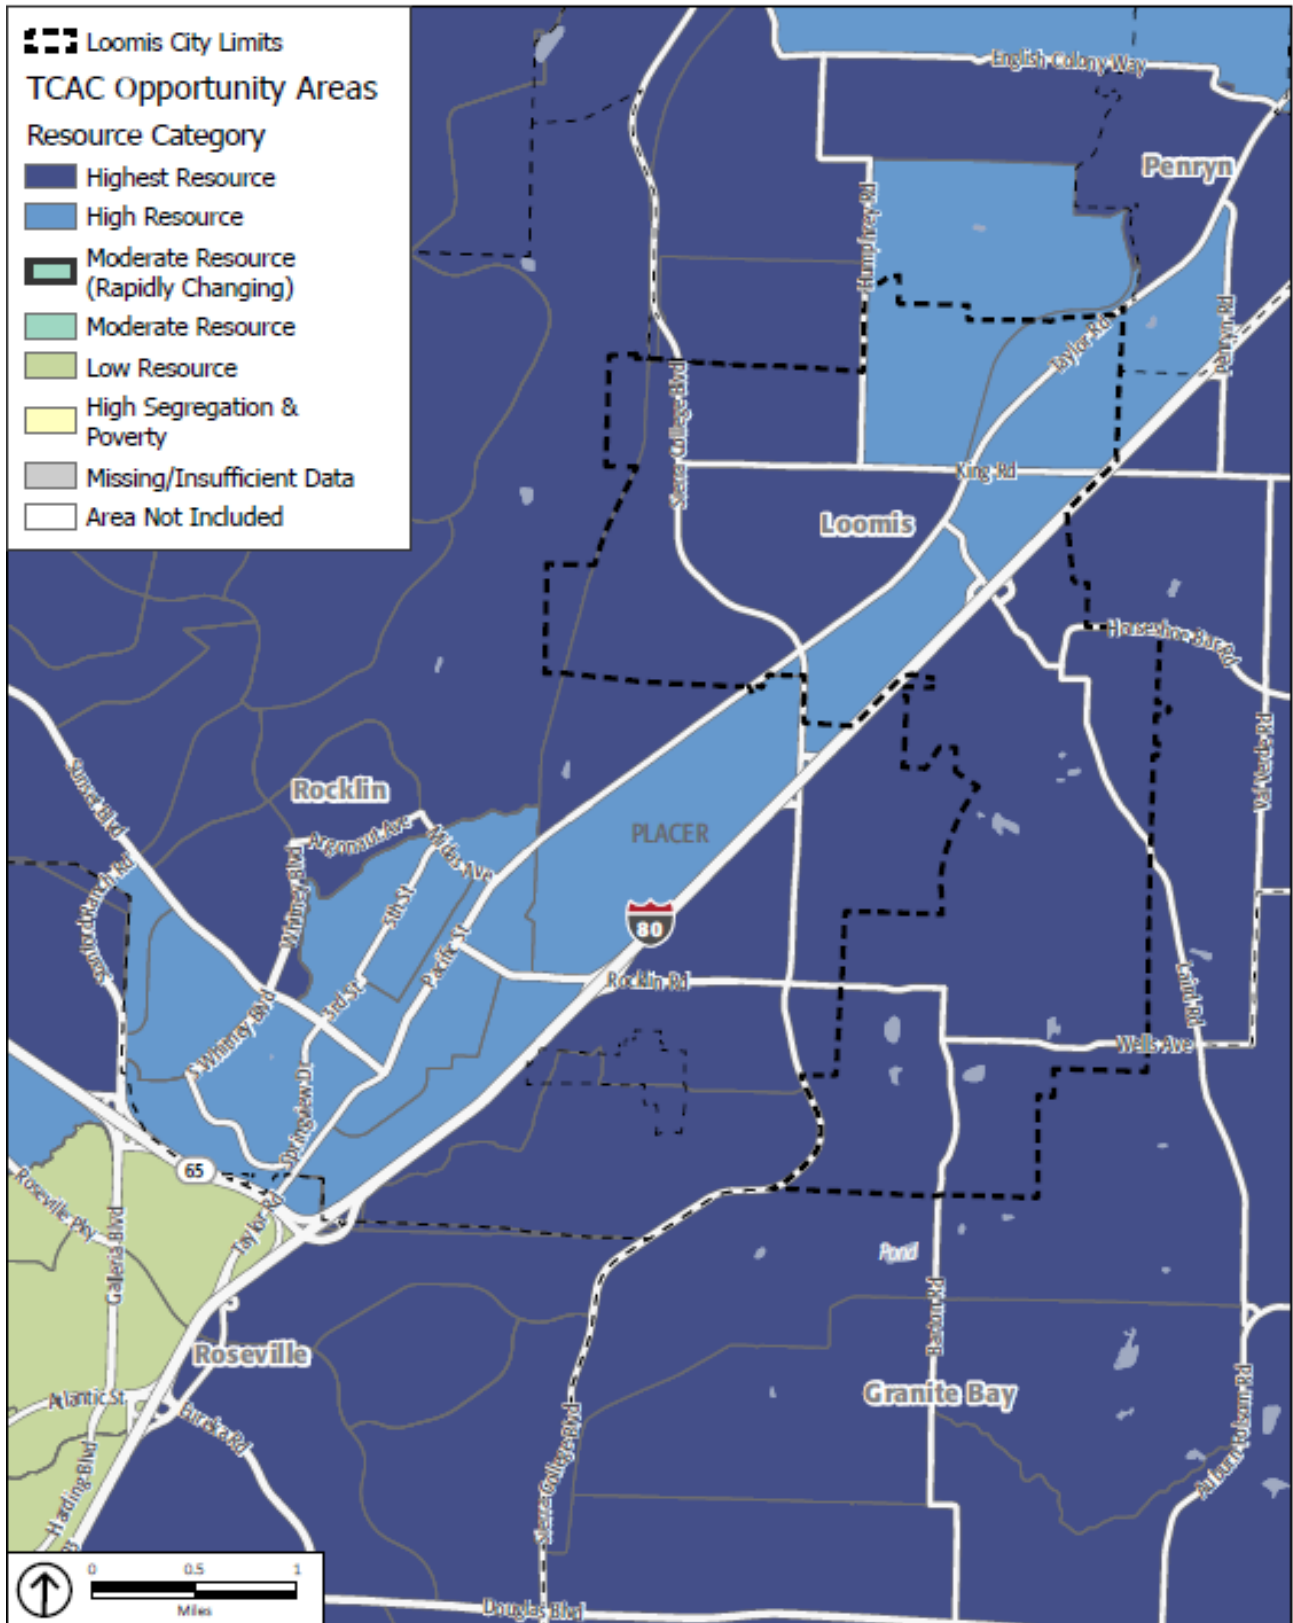 Loomis City Limits
TCAC Opportunity Areas
Resource Category
Highest Resource
High Resource
Moderate Resource
(Rapidly Changing)
Moderate Resource
Low Resource
High Segregation &
Poverty
Missing/Insufficient Data
Area Not Included
English Colony Way
Penryn
Humphrey Rd
Taylor Rd
Penryn Rd
Sierra College Blvd
King Rd
Loomis
Horseshoe Bar Rd
Val Verde Rd
Sunset Blvd
Rocklin
Argonaut Ave
Midas Ave
PLACER
Whitney Blvd
5th St
Pacific St
80
Rocklin Rd
Laird Rd
3rd St
S Whitney Blvd
Wells Ave
Springview Dr
65
Roseville Pky
Galleria Blvd
Taylor Rd
Pond
Barton Rd
Roseville
Granite Bay
Atlantic St
Eureka Rd
Harding Blvd
Sierra College Blvd
Auburn Folsom Rd
Douglas Blvd
0 0.5 1
Miles